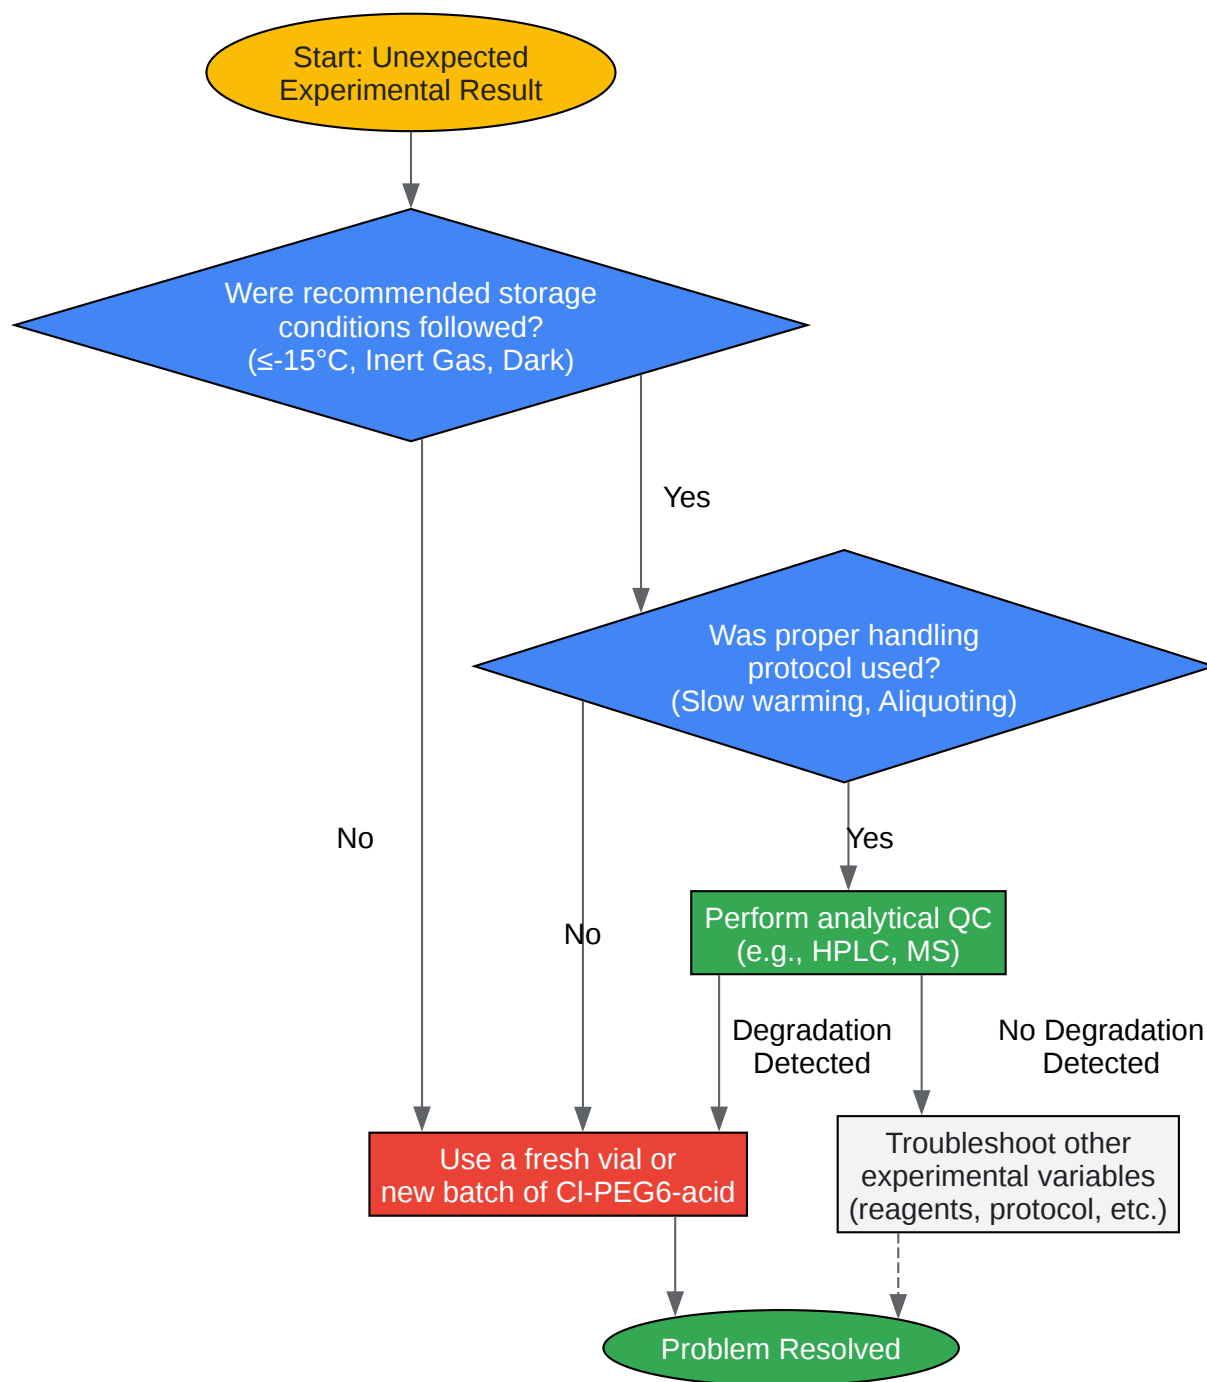 Start: Unexpected
Experimental Result
Were recommended storage
conditions followed?
(≤-15°C, Inert Gas, Dark)
Yes
Was proper handling
protocol used?
(Slow warming, Aliquoting)
No
Yes
Perform analytical QC
(e.g., HPLC, MS)
No
Degradation
Detected
No Degradation
Detected
Use a fresh vial or
new batch of Cl-PEG6-acid
Troubleshoot other
experimental variables
(reagents, protocol, etc.)
Problem Resolved